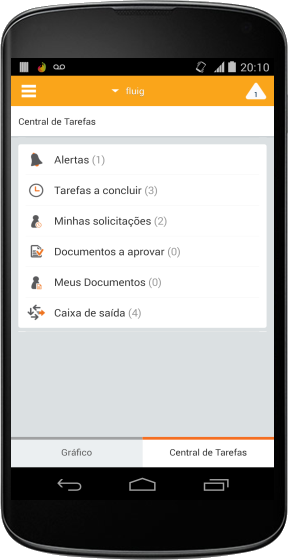 20:10
fluig
1
Central de Tarefas
Alertas (1)
Tarefas a concluir (3)
Minhas solicitações (2)
Documentos a aprovar (0)
Meus Documentos (0)
Caixa de saída (4)
Gráfico
Central de Tarefas